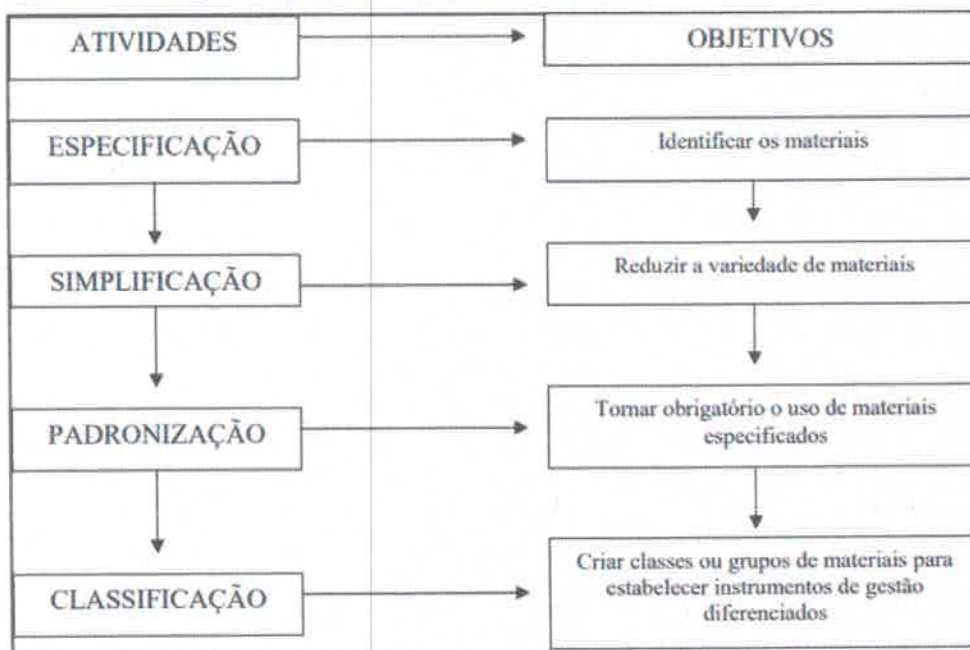 ATIVIDADES
OBJETIVOS
ESPECIFICAÇÃO
Identificar os materiais
SIMPLIFICAÇÃO
Reduzir a variedade de materiais
PADRONIZAÇÃO
Tornar obrigatório o uso de materiais
especificados
CLASSIFICAÇÃO
Criar classes ou grupos de materiais para
estabelecer instrumentos de gestão
diferenciados